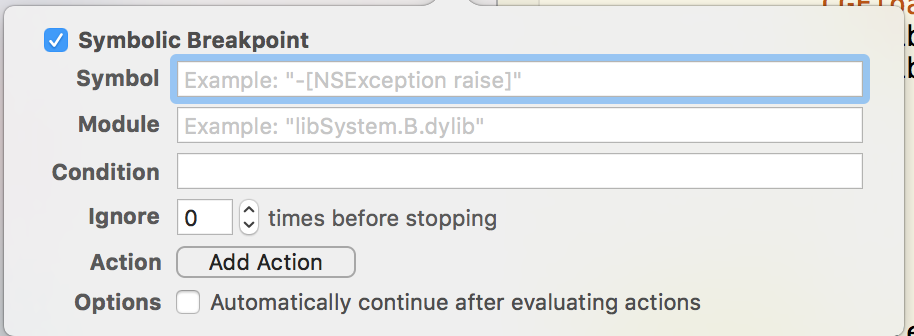 Symbolic Breakpoint
Symbol Example: "-[NSException raise]"
Module Example: "libSystem.B.dylib"
Condition
Ignore 0 times before stopping
Action Add Action
Options Automatically continue after evaluating actions